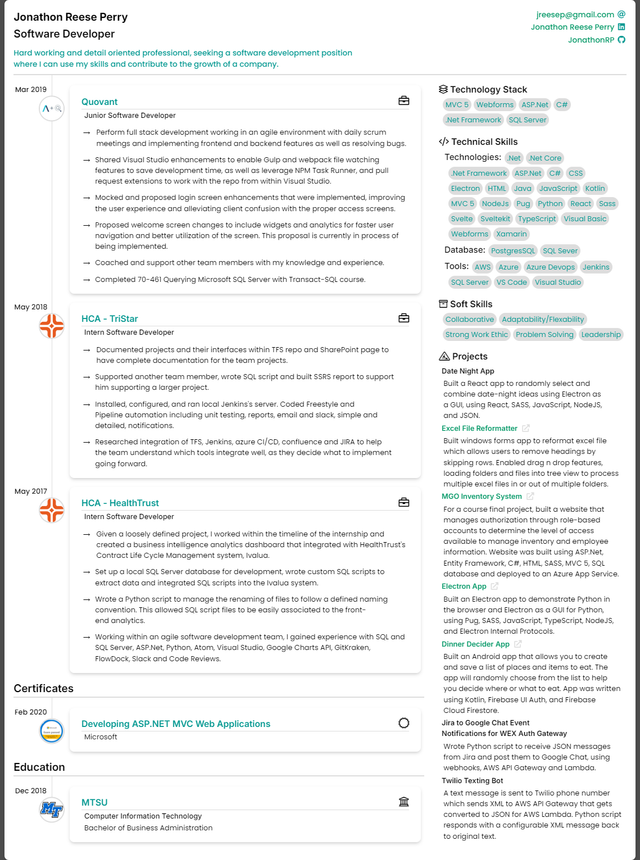 Jonathon Reese Perry
Software Developer
Hard working and detail oriented professional, seeking a software development position
where I can use my skills and contribute to the growth of a company.
jreesep@gmail.com
Jonathon Reese Perry
JonathonRP
Mar 2019
Quovant
Junior Software Developer
→ Perform full stack development working in an agile environment with daily scrum
meetings and implementing frontend and backend features as well as resolving bugs.
→ Shared Visual Studio enhancements to enable Gulp and webpack file watching
features to save development time, as well as leverage NPM Task Runner, and pull
request extensions to work with the repo from within Visual Studio.
→ Mocked and proposed login screen enhancements that were implemented, improving
the user experience and alleviating client confusion with the proper access screens.
→ Proposed welcome screen changes to include widgets and analytics for faster user
navigation and better utilization of the screen. This proposal is currently in process of
being implemented.
→ Coached and support other team members with my knowledge and experience.
→ Completed 70-461 Querying Microsoft SQL Server with Transact-SQL course.
May 2018
HCA - TriStar
Intern Software Developer
→ Documented projects and their interfaces within TFS repo and SharePoint page to
have complete documentation for the team projects.
→ Supported another team member, wrote SQL script and built SSRS report to support
him supporting a larger project.
→ Installed, configured, and ran local Jenkins's server. Coded Freestyle and
Pipeline automation including unit testing, reports, email and slack, simple and
detailed, notifications.
→ Researched integration of TFS, Jenkins, azure CI/CD, confluence and JIRA to help
the team understand which tools integrate well, as they decide what to implement
going forward.
May 2017
HCA - HealthTrust
Intern Software Developer
→ Given a loosely defined project, I worked within the timeline of the internship and
created a business intelligence analytics dashboard that integrated with HealthTrust's
Contract Life Cycle Management system, Ivalua.
→ Set up a local SQL Server database for development, wrote custom SQL scripts to
extract data and integrated SQL scripts into the Ivalua system.
→ Wrote a Python script to manage the renaming of files to follow a defined naming
convention. This allowed SQL script files to be easily associated to the front-
end analytics.
→ Working within an agile software development team, I gained experience with SQL and
SQL Server, ASP.Net, Python, Atom, Visual Studio, Google Charts API, GitKraken,
FlowDock, Slack and Code Reviews.
Certificates
Feb 2020
Developing ASP.NET MVC Web Applications
Microsoft
Education
Dec 2018
MTSU
Computer Information Technology
Bachelor of Business Administration
Technology Stack
MVC 5 Webforms ASP.Net C#
.Net Framework SQL Server
Technical Skills
Technologies: .Net .Net Core
.Net Framework ASP.Net C# CSS
Electron HTML Java JavaScript Kotlin
MVC 5 NodeJs Pug Python React Sass
Svelte Sveltekit TypeScript Visual Basic
Webforms Xamarin
Database: PostgresSQL SQL Sever
Tools: AWS Azure Azure Devops Jenkins
SQL Server VS Code Visual Studio
Soft Skills
Collaborative Adaptability/Flexability
Strong Work Ethic Problem Solving Leadership
Projects
Date Night App
Built a React app to randomly select and
combine date-night ideas using Electron as
a GUI, using React, SASS, JavaScript, NodeJS,
and JSON.
Excel File Reformatter
Built windows forms app to reformat excel file
which allows users to remove headings by
skipping rows. Enabled drag n drop features,
loading folders and files into tree view to process
multiple excel files in or out of multiple folders.
MGO Inventory System
For a course final project, built a website that
manages authorization through role-based
accounts to determine the level of access
available to manage inventory and employee
information. Website was built using ASP.Net,
Entity Framework, C#, HTML, SASS, MVC 5, SQL
database and deployed to an Azure App Service.
Electron App
Built an Electron app to demonstrate Python in
the browser and Electron as a GUI for Python,
using Pug, SASS, JavaScript, TypeScript, NodeJS,
and Electron Internal Protocols.
Dinner Decider App
Built an Android app that allows you to create
and save a list of places and items to eat. The
app will randomly choose from the list to help
you decide where or what to eat. App was written
using Kotlin, Firebase UI Auth, and Firebase
Cloud Firestore.
Jira to Google Chat Event
Notifications for WEX Auth Gateway
Wrote Python script to receive JSON messages
from Jira and post them to Google Chat, using
webhooks, AWS API Gateway and Lambda.
Twilio Texting Bot
A text message is sent to Twilio phone number
which sends XML to AWS API Gateway that gets
converted to JSON for AWS Lambda. Python script
responds with a configurable XML message back
to original text.